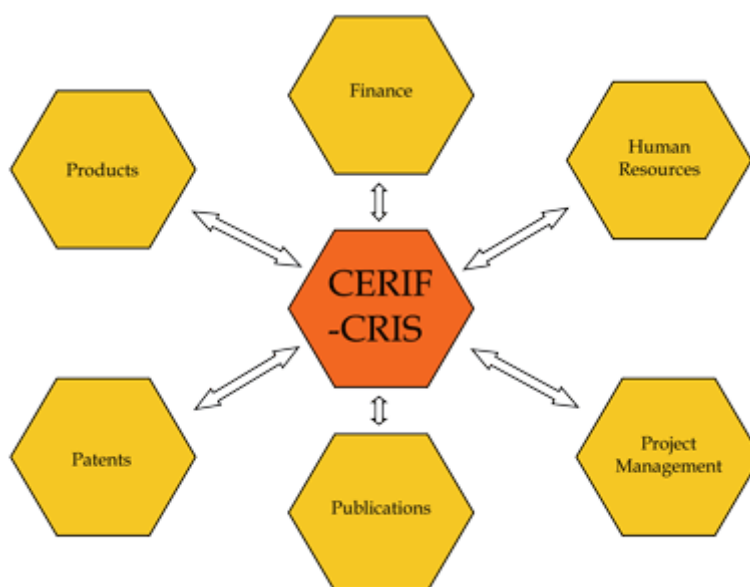 Finance
Products
Human
Resources
CERIF
-CRIS
Patents
Project
Management
Publications